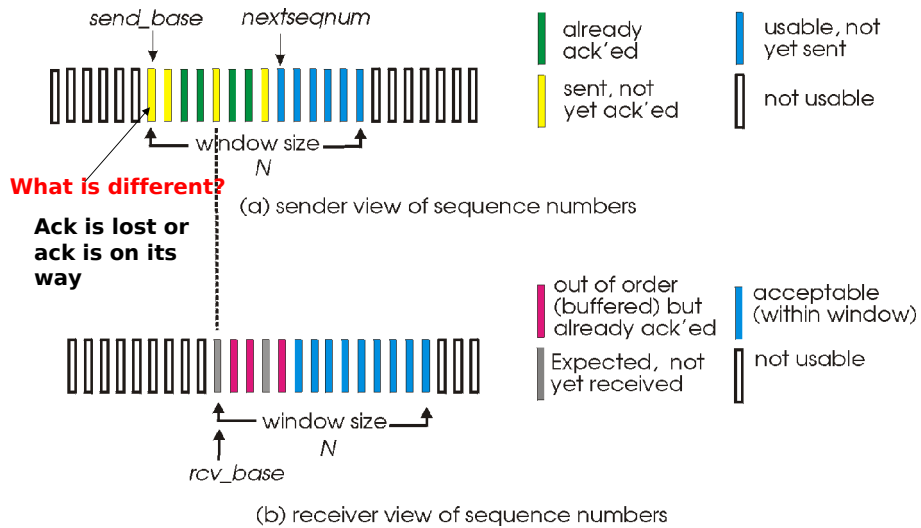 send_base
nextseqnum
already
ack'ed
usable, not
yet sent
sent, not
yet ack'ed
not usable
window size
N
What is different?
(a) sender view of sequence numbers
Ack is lost or
ack is on its
way
out of order
(buffered) but
already ack'ed
acceptable
(within window)
Expected, not
yet received
not usable
window size
N
rcv_base
(b) receiver view of sequence numbers